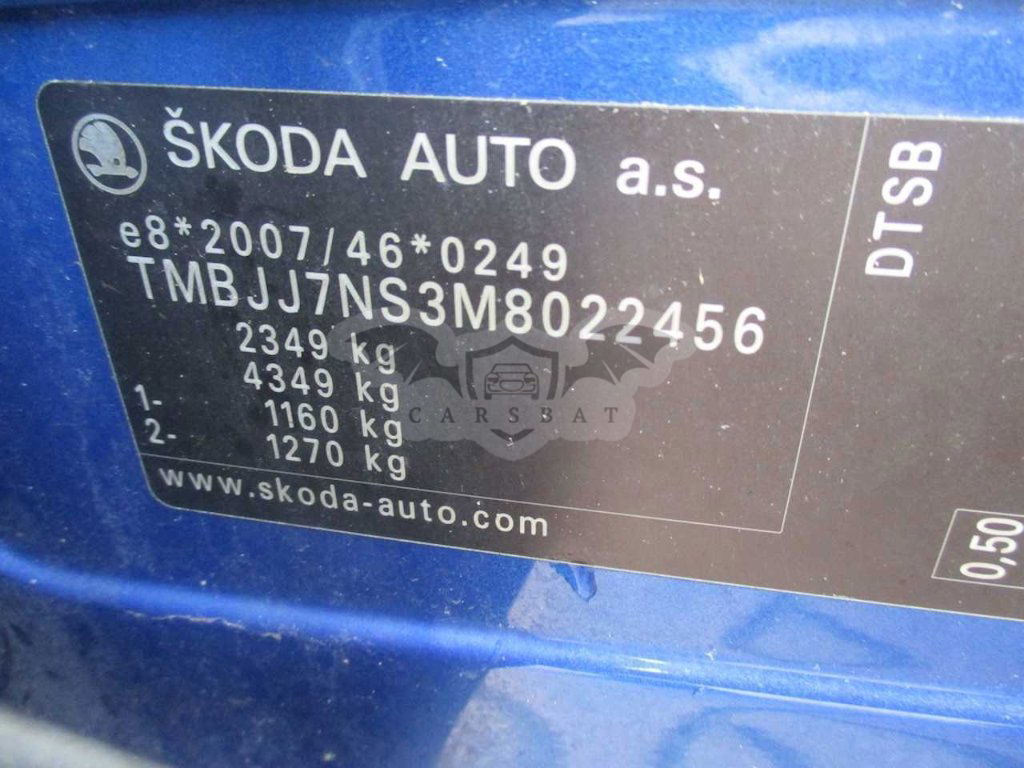 ŠKODA AUTO a.s.
e8*2007/46*0249
TMBJJ7NS3M8022456
2349 kg
4349 kg
1- 1160 kg
2- 1270 kg
www.skoda-auto.com
DTSB
0,50
CARSBAT